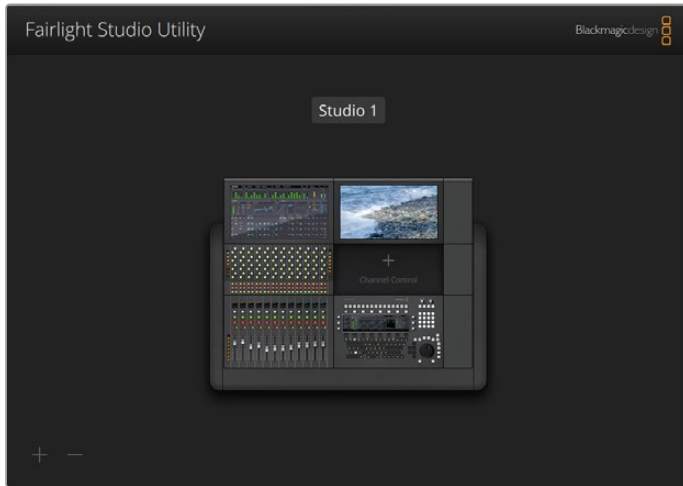 Fairlight Studio Utility
Blackmagicdesign
Studio 1
+
Channel Control
+ −